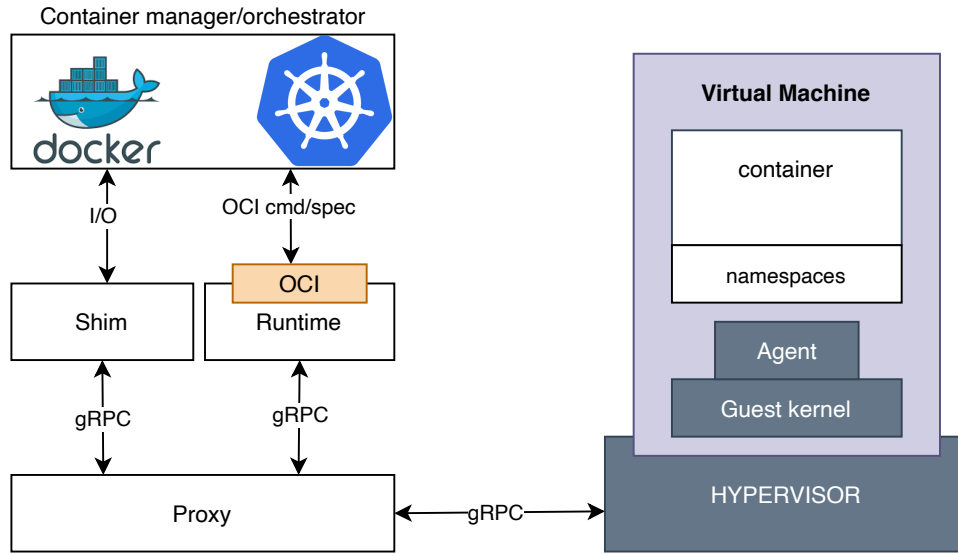 Container manager/orchestrator
docker
I/O
OCI cmd/spec
OCI
Shim
Runtime
gRPC
gRPC
Proxy
gRPC
Virtual Machine
container
namespaces
Agent
Guest kernel
HYPERVISOR